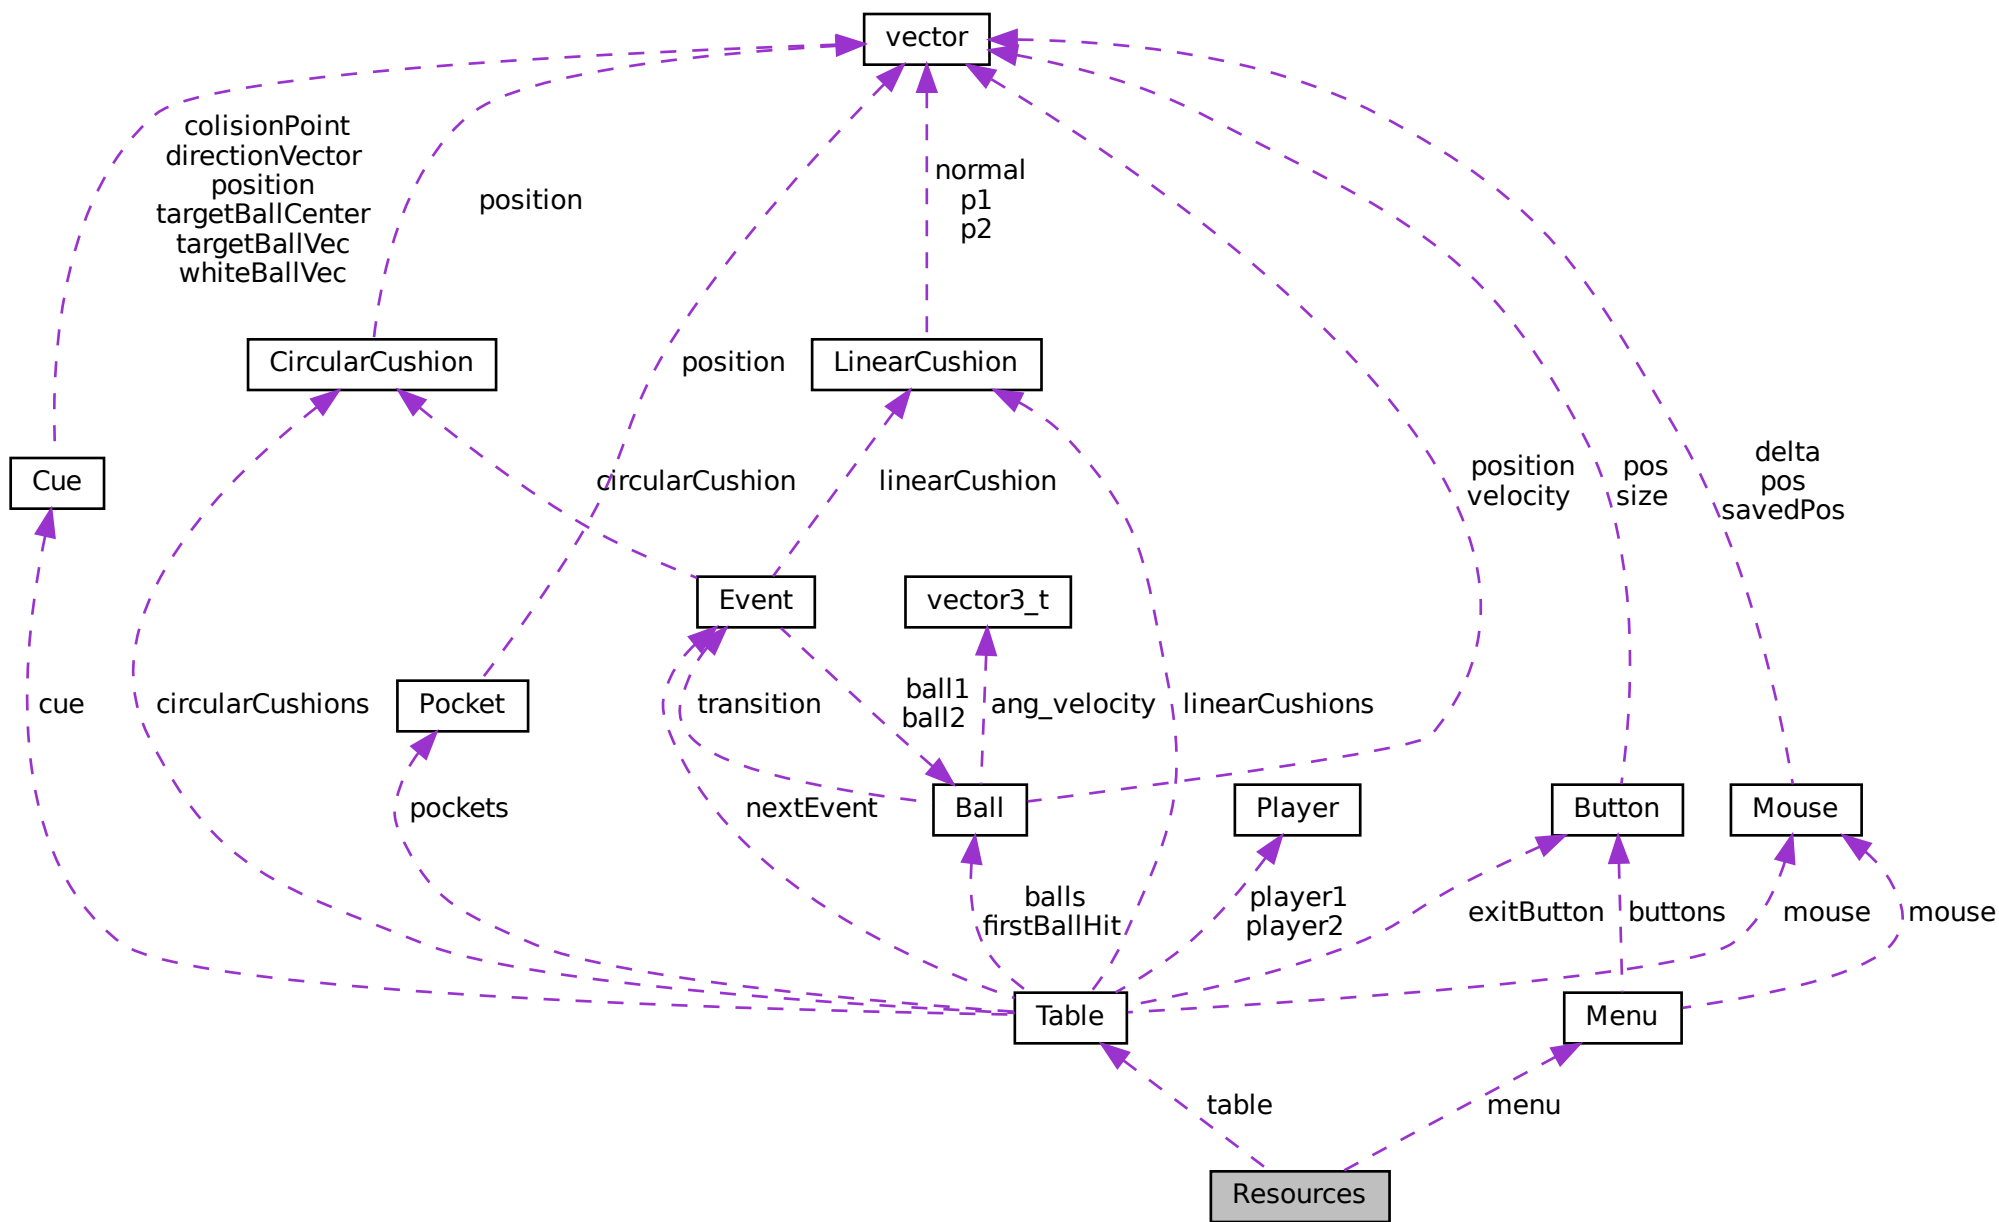 vector
colisionPoint
directionVector
position
targetBallCenter
targetBallVec
whiteBallVec
position
normal
p1
p2
CircularCushion
position
LinearCushion
Cue
circularCushion
linearCushion
position
velocity
pos
size
delta
pos
savedPos
Event
vector3_t
cue
circularCushions
Pocket
transition
ball1
ball2
ang_velocity
linearCushions
pockets
nextEvent
Ball
Player
Button
Mouse
balls
firstBallHit
player1
player2
exitButton
buttons
mouse
mouse
Table
Menu
table
menu
Resources